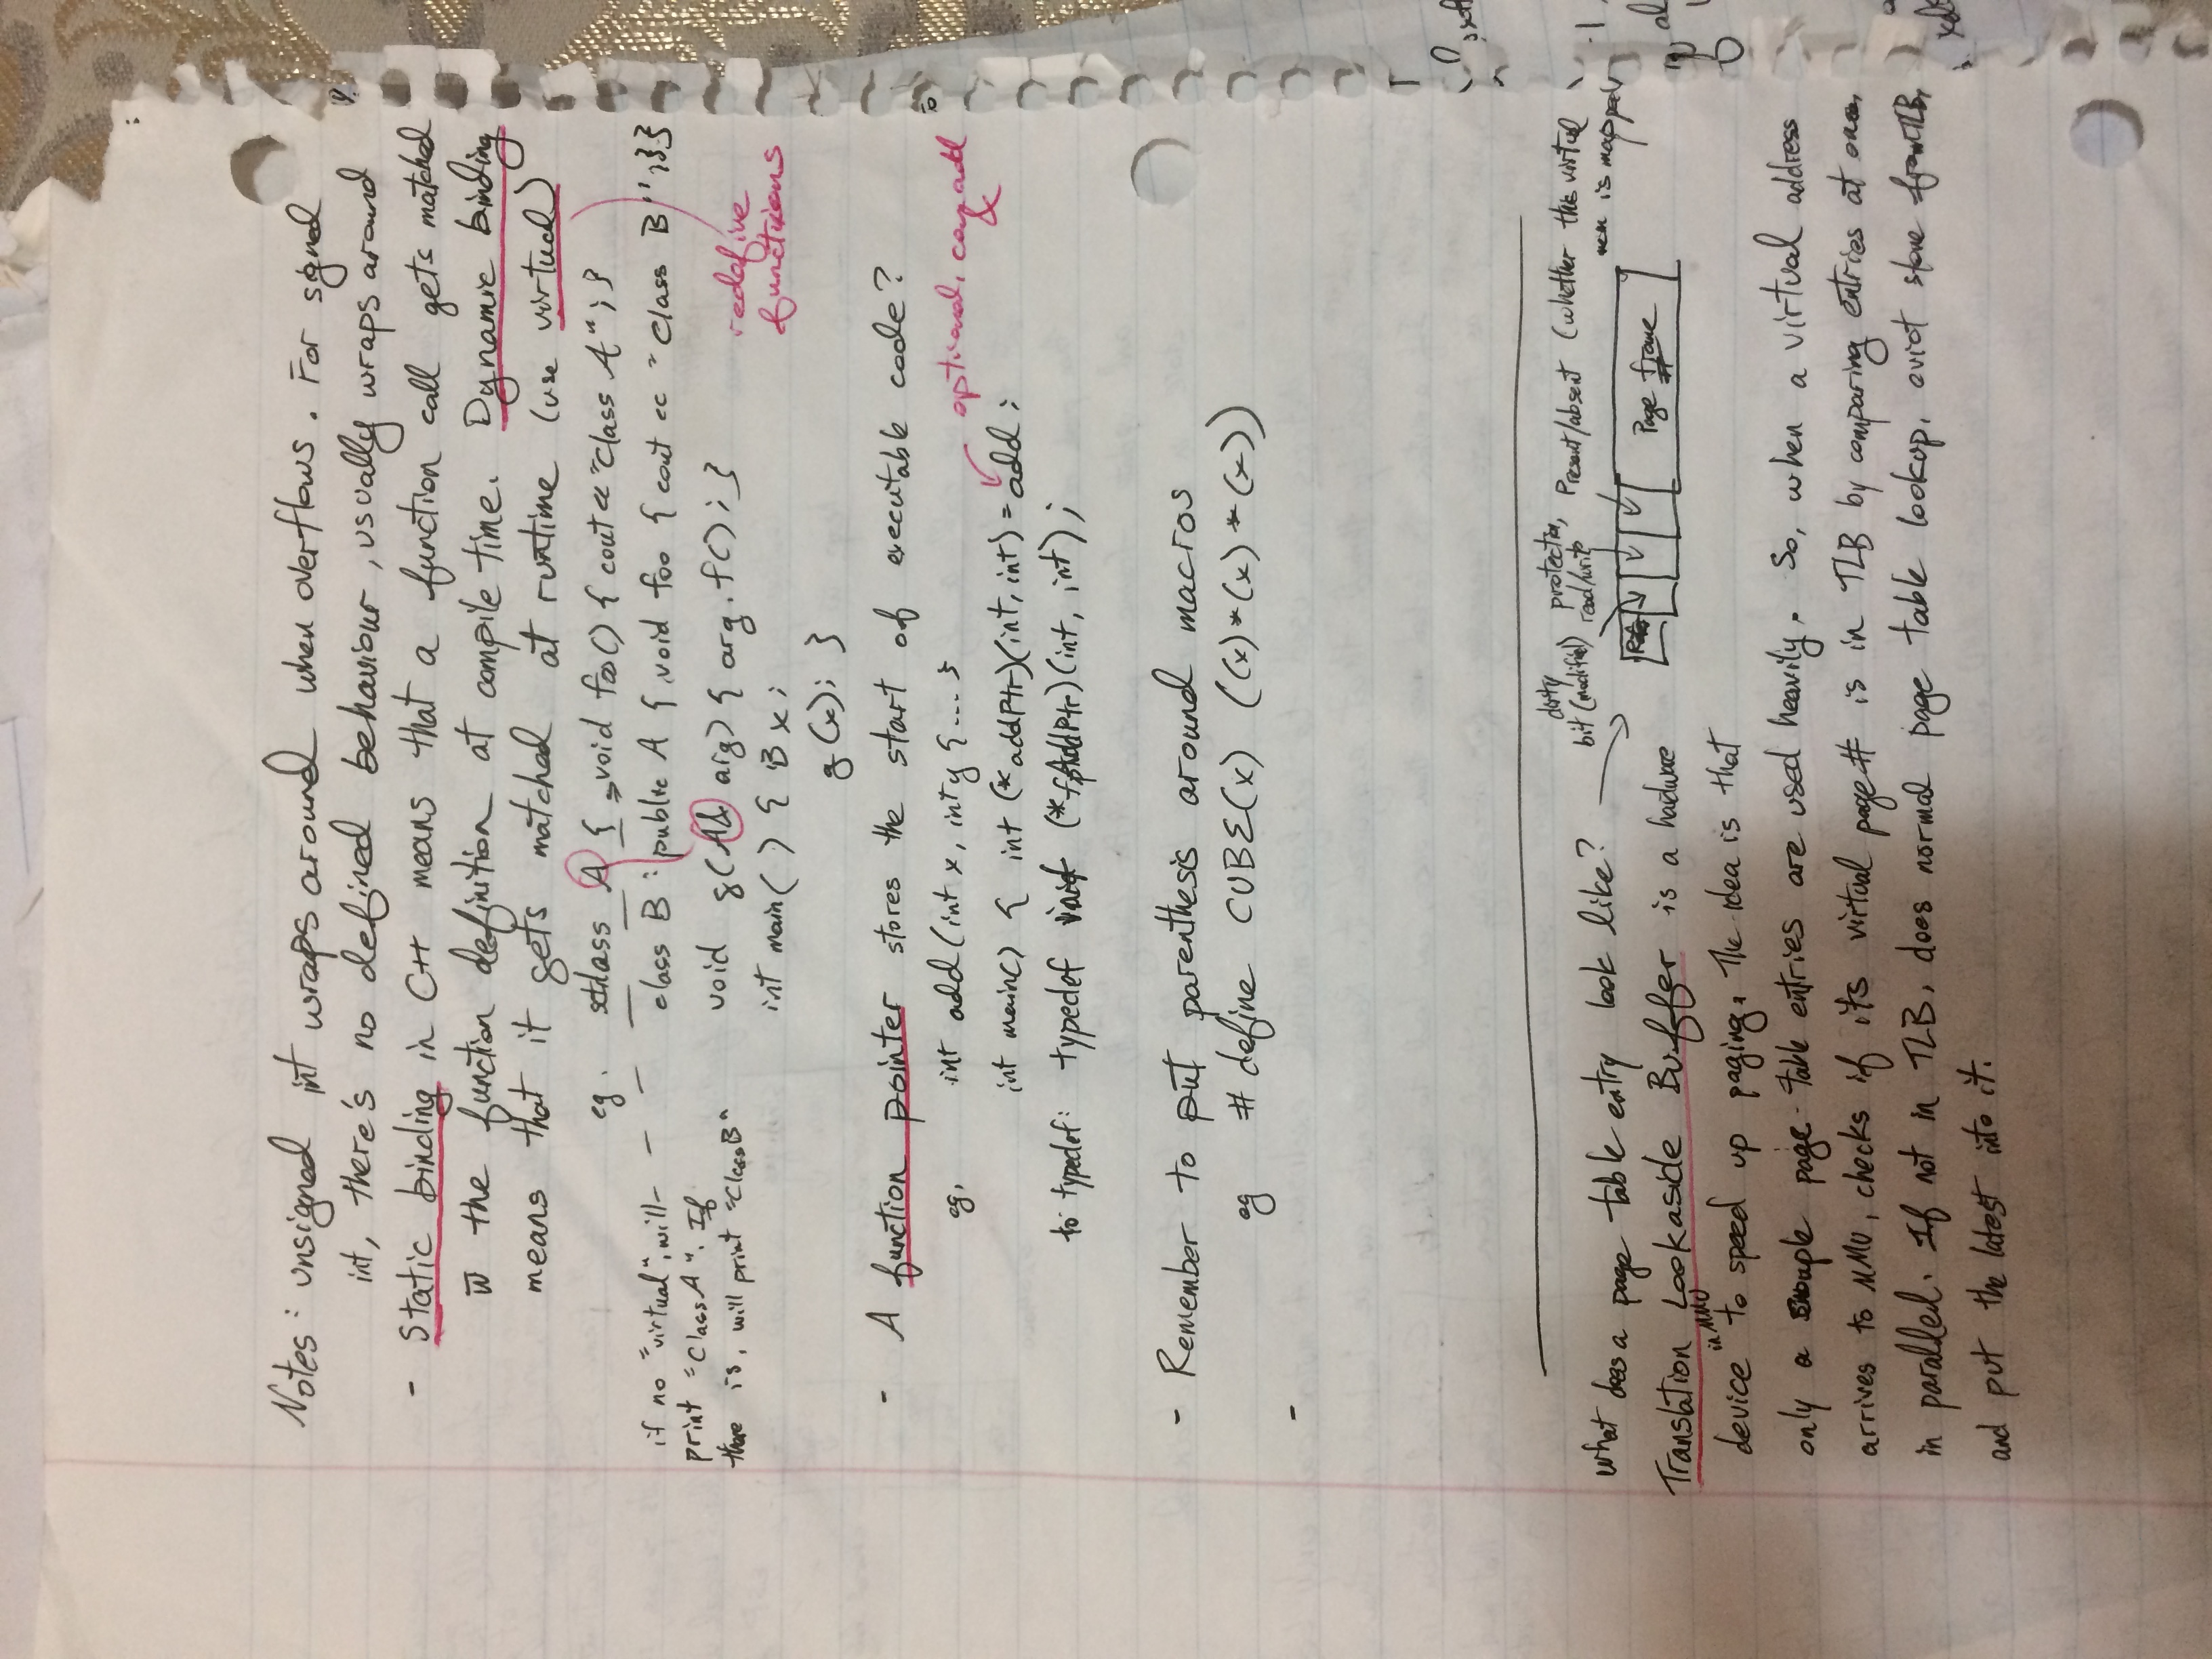 Notes: unsigned int wraps around when overflows. For signed
int, there's no defined behaviour, usually wraps around
- Static binding in C++ means that a function call gets matched
w the function definition at compile time. Dynamic binding
means that it gets matched at runtime (use virtual)
eg. class A { void foo() { cout << "Class A"; }
class B : public A { void foo { cout << "Class B"; }}
if no "virtual", will
print "Class A". If
there is, will print "Class B"
void g(A& arg) { arg.f(); }
redefine
functions
int main() { B x;
g(x); }
- A function pointer stores the start of executable code?
eg. int add (int x, int y { ... }
optional, can add
&
int main() { int (*addPtr)(int, int) = add;
to typedef: typedef (*fpAddPtr)(int, int);
- Remember to put parenthesis around macros
eg # define CUBE(x) ((x)*(x)*(x))
-
what does a page table entry look like?
dirty
bit (modified)
protection,
read/write
Present/absent (whether this virtual
mem is mapped)
Page frame
#
Translation Lookaside Buffer is a hardware
device in MMU to speed up paging. The idea is that
only a couple page table entries are used heavily. So, when a virtual address
arrives to MMU, checks if its virtual page # is in TLB by comparing entries at once,
in paralled. If not in TLB, does normal page table lookup, evict from TLB,
and put the latest into it.